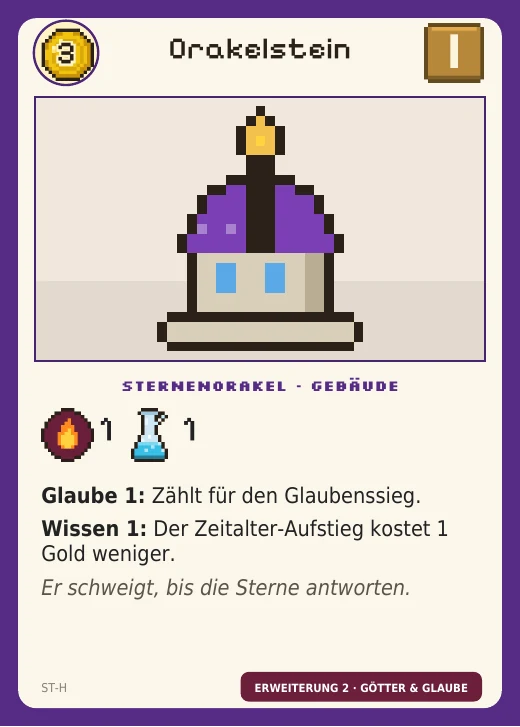 3
Orakelstein
I
STERNENORAKEL · GEBÄUDE
1
1
Glaube 1: Zählt für den Glaubenssieg.
Wissen 1: Der Zeitalter-Aufstieg kostet 1
Gold weniger.
Er schweigt, bis die Sterne antworten.
ST-H
ERWEITERUNG 2 · GÖTTER & GLAUBE